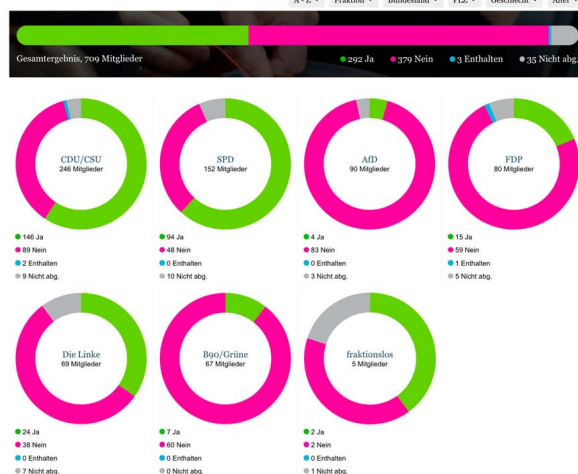 A - Z Fraktion Bundesland PLZ Geschlecht Alter
Gesamtergebnis, 709 Mitglieder 292 Ja 379 Nein 3 Enthalten 35 Nicht abg.
CDU/CSU
246 Mitglieder
146 Ja
89 Nein
2 Enthalten
9 Nicht abg.
SPD
152 Mitglieder
94 Ja
48 Nein
0 Enthalten
10 Nicht abg.
AfD
90 Mitglieder
4 Ja
83 Nein
0 Enthalten
3 Nicht abg.
FDP
80 Mitglieder
15 Ja
59 Nein
1 Enthalten
5 Nicht abg.
Die Linke
69 Mitglieder
24 Ja
38 Nein
0 Enthalten
7 Nicht abg.
B90/Grüne
67 Mitglieder
7 Ja
60 Nein
0 Enthalten
0 Nicht abg.
fraktionslos
5 Mitglieder
2 Ja
2 Nein
0 Enthalten
1 Nicht abg.